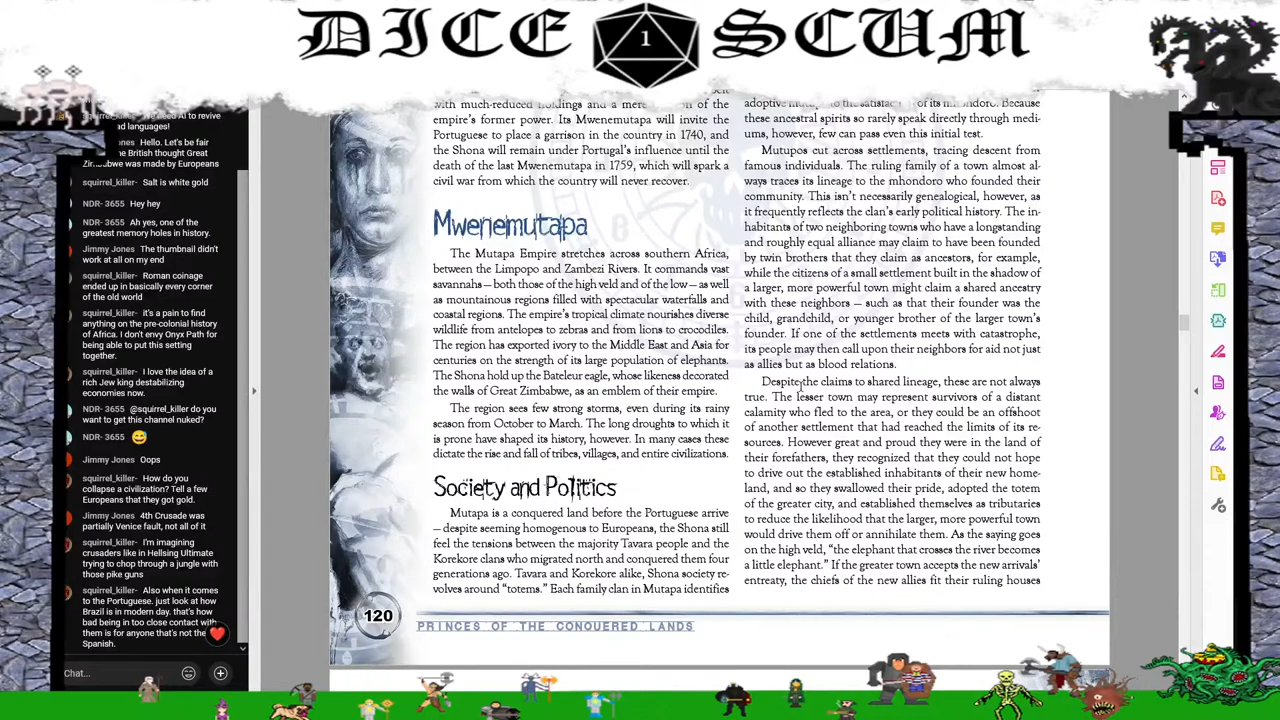 DICE 1 SCUM
languages!
Hello. Let's be fair
the British thought Great
Zimbabwe was made by Europeans
squirrel_killer- Salt is white gold
NDR- 3655 Hey hey
NDR- 3655 Ah yes, one of the
greatest memory holes in history.
Jimmy Jones The thumbnail didn't
work at all on my end
squirrel_killer- Roman coinage
ended up in basically every corner
of the old world
squirrel_killer- it's a pain to find
anything on the pre-colonial history
of Africa. I don't envy Onyx Path for
being able to put this setting
together.
squirrel_killer- I love the idea of a
rich Jew king destabilizing
economies now.
NDR- 3655 @squirrel_killer do you
want to get this channel nuked?
NDR- 3655 😅
Jimmy Jones Oops
squirrel_killer- How do you
collapse a civilization? Tell a few
Europeans that they got gold.
Jimmy Jones 4th Crusade was
partially Venice fault, not all of it
squirrel_killer- I'm imagining
crusaders like in Hellsing Ultimate
trying to chop through a jungle with
those pike guns
squirrel_killer- Also when it comes
to the Portuguese. just look at how
Brazil is in modern day. that's how
bad being in too close contact with
them is for anyone that's not the
Spanish.
Chat...
with much-reduced holdings and a mere of the
empire's former power. Its Mwenemutapa will invite the
Portuguese to place a garrison in the country in 1740, and
the Shona will remain under Portugal's influence until the
death of the last Mwenemutapa in 1759, which will spark a
civil war from which the country will never recover.
Mwenemutapa
The Mutapa Empire stretches across southern Africa,
between the Limpopo and Zambezi Rivers. It commands vast
savannahs – both those of the high veld and of the low – as well
as mountainous regions filled with spectacular waterfalls and
coastal regions. The empire's tropical climate nourishes diverse
wildlife from antelopes to zebras and from lions to crocodiles.
The region has exported ivory to the Middle East and Asia for
centuries on the strength of its large population of elephants.
The Shona hold up the Bateleur eagle, whose likeness decorated
the walls of Great Zimbabwe, as an emblem of their empire.
The region sees few strong storms, even during its rainy
season from October to March. The long droughts to which it
is prone have shaped its history, however. In many cases these
dictate the rise and fall of tribes, villages, and entire civilizations.
Society and Politics
Mutapa is a conquered land before the Portuguese arrive
– despite seeming homogenous to Europeans, the Shona still
feel the tensions between the majority Tavara people and the
Korekore clans who migrated north and conquered them four
generations ago. Tavara and Korekore alike, Shona society re-
volves around "totems." Each family clan in Mutapa identifies
adoptive to the of its mhondoro. Because
these ancestral spirits so rarely speak directly through medi-
ums, however, few can pass even this initial test.
Mutupos cut across settlements, tracing descent from
famous individuals. The ruling family of a town almost al-
ways traces its lineage to the mhondoro who founded their
community. This isn't necessarily genealogical, however, as
it frequently reflects the clan's early political history. The in-
habitants of two neighboring towns who have a longstanding
and roughly equal alliance may claim to have been founded
by twin brothers that they claim as ancestors, for example,
while the citizens of a small settlement built in the shadow of
a larger, more powerful town might claim a shared ancestry
with these neighbors – such as that their founder was the
child, grandchild, or younger brother of the larger town's
founder. If one of the settlements meets with catastrophe,
its people may then call upon their neighbors for aid not just
as allies but as blood relations.
Despite the claims to shared lineage, these are not always
true. The lesser town may represent survivors of a distant
calamity who fled to the area, or they could be an offshoot
of another settlement that had reached the limits of its re-
sources. However great and proud they were in the land of
their forefathers, they recognized that they could not hope
to drive out the established inhabitants of their new home-
land, and so they swallowed their pride, adopted the totem
of the greater city, and established themselves as tributaries
to reduce the likelihood that the larger, more powerful town
would drive them off or annihilate them. As the saying goes
on the high veld, "the elephant that crosses the river becomes
a little elephant." If the greater town accepts the new arrivals'
entreaty, the chiefs of the new allies fit their ruling houses
120
PRINCES OF THE CONQUERED LANDS